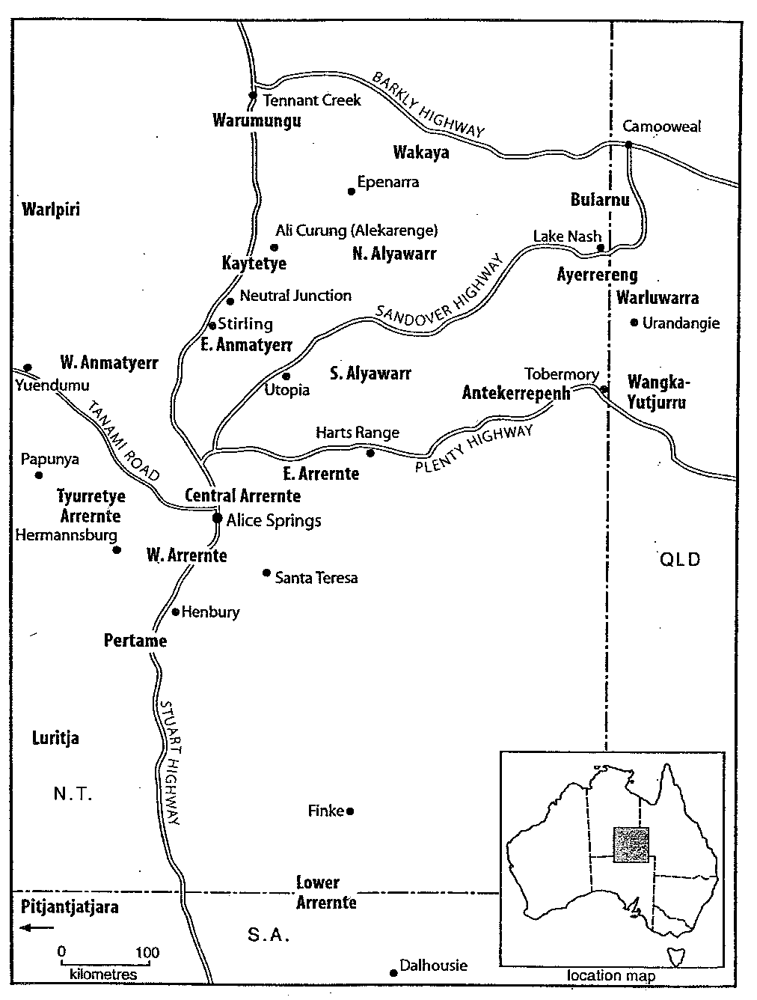 BARKLY HIGHWAY
Tennant Creek
Warumungu
Camooweal
Wakaya
Epenarra
Bularnu
Warlpiri
Ali Curung (Alekarenge)
Lake Nash
N. Alyawarr
Kaytetye
Ayerrereng
Neutral Junction
Warluwarra
SANDOVER HIGHWAY
Stirling
Urandangie
E. Anmatyerr
W. Anmatyerr
S. Alyawarr
Tobermory
Yuendumu
Utopia
Antekerrepenh
Wangka-
Yutjurru
TANAMI ROAD
Harts Range
PLENTY HIGHWAY
Papunya
E. Arrernte
Tyurretye
Arrernte
Central Arrernte
Alice Springs
Hermannsburg
W. Arrernte
QLD
Santa Teresa
Henbury
Pertame
STUART HIGHWAY
Luritja
N.T.
Finke
Lower
Arrernte
Pitjantjatjara
S.A.
0 100
kilometres
Dalhousie
location map